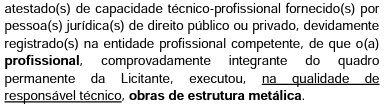 atestado(s) de capacidade técnico-profissional fornecido(s) por
pessoa(s) jurídica(s) de direito público ou privado, devidamente
registrado(s) na entidade profissional competente, de que o(a)
profissional, comprovadamente integrante do quadro
permanente da Licitante, executou, na qualidade de
responsável técnico, obras de estrutura metálica.